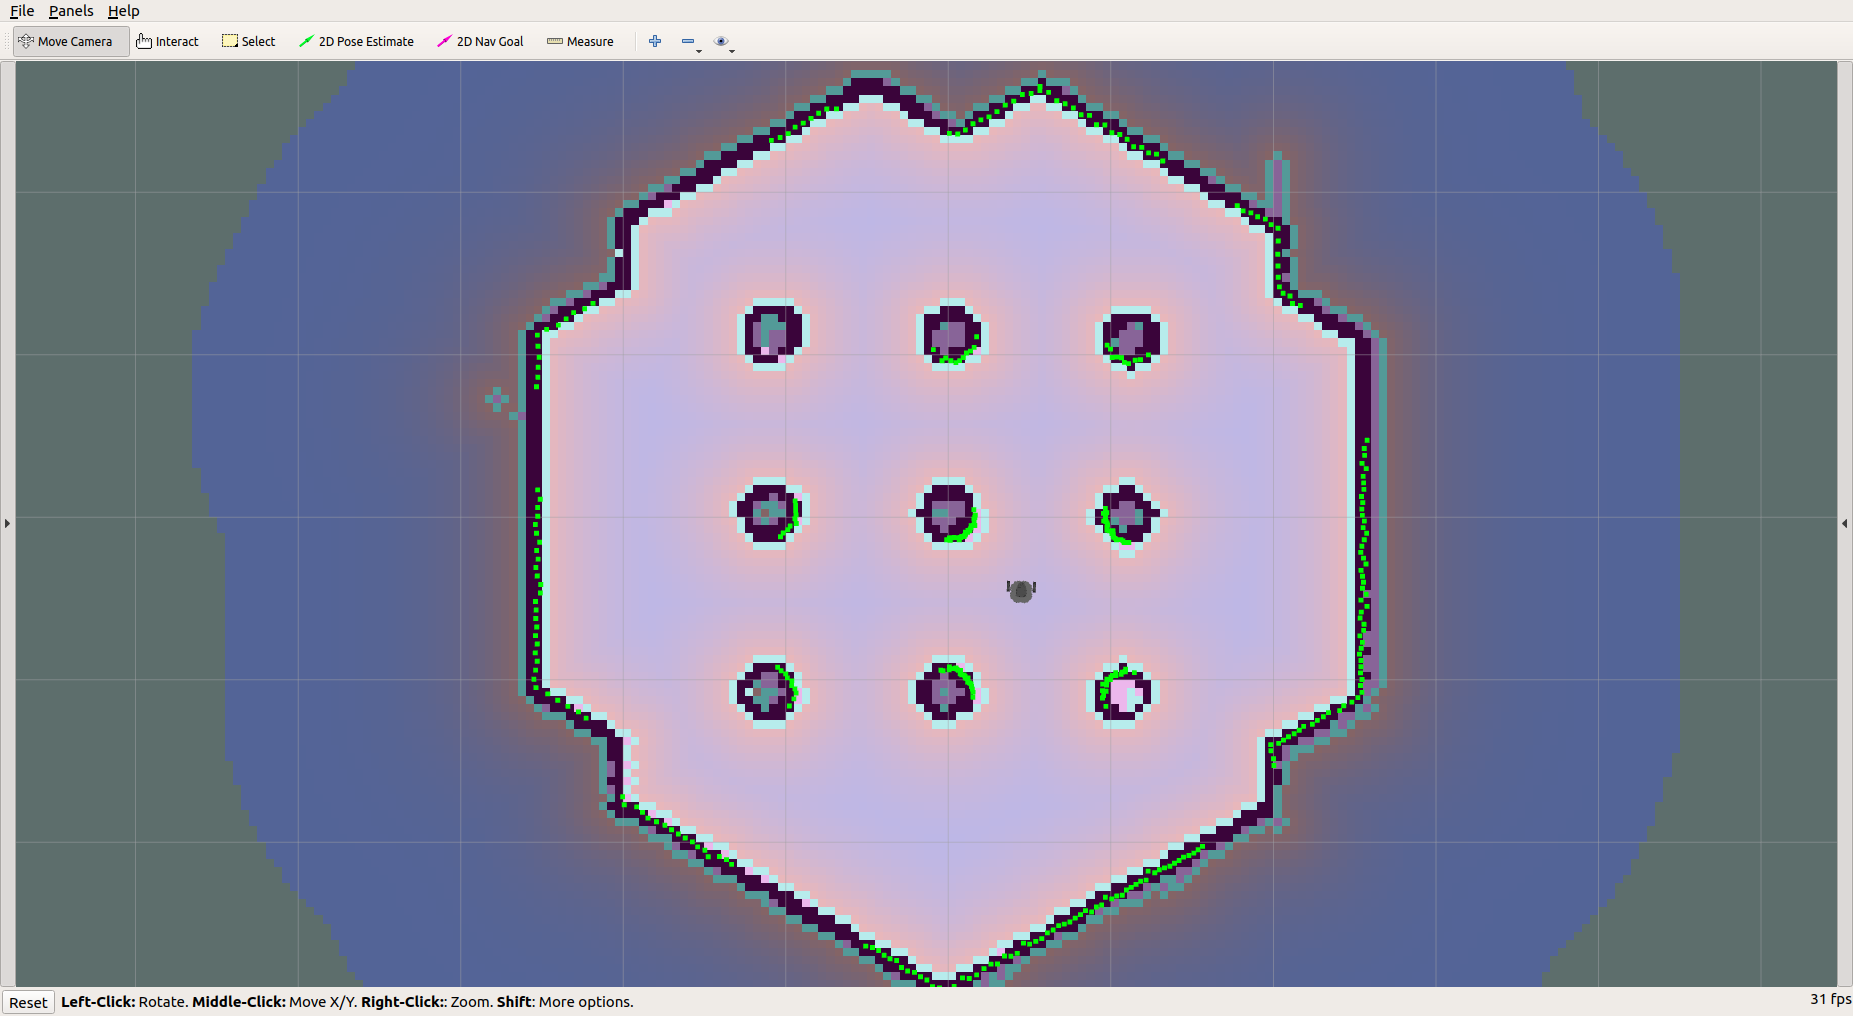 File Panels Help
Move Camera Interact Select 2D Pose Estimate 2D Nav Goal Measure
Reset Left-Click: Rotate. Middle-Click: Move X/Y. Right-Click:: Zoom. Shift: More options. 31 fps